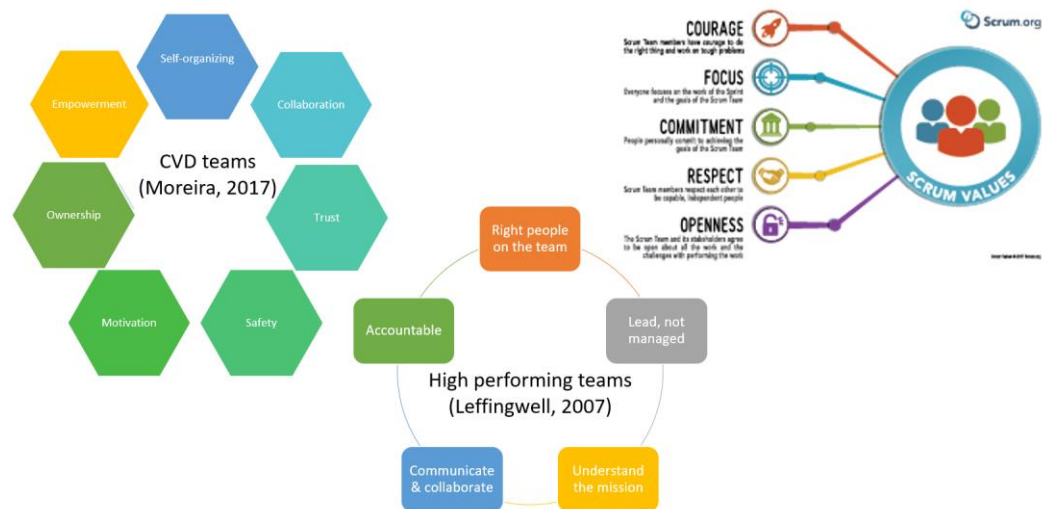 Self-organizing
Empowerment
Collaboration
CVD teams
(Moreira, 2017)
Ownership
Trust
Motivation
Safety
Right people
on the team
Accountable
Lead, not
managed
High performing teams
(Leffingwell, 2007)
Communicate
& collaborate
Understand
the mission
Scrum.org
COURAGE
Scrum Team members have courage to do
the right thing and work on tough problems
FOCUS
Everyone focuses on the work of the Sprint
and the goals of the Scrum Team
COMMITMENT
People personally commit to achieving the
goals of the Scrum Team
RESPECT
Scrum Team members respect each other to
be capable, independent people
OPENNESS
The Scrum Team and its stakeholders agree
to be open about all the work and the
challenges with performing the work
SCRUM VALUES